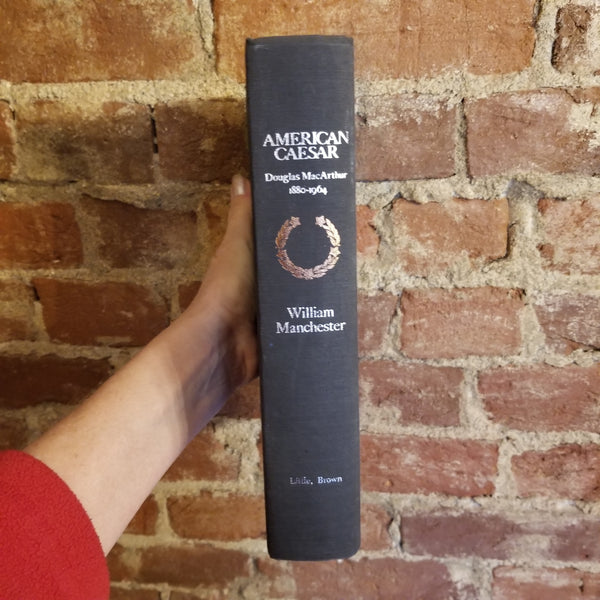 AMERICAN
CAESAR
Douglas MacArthur
1880-1964
William
Manchester
Little, Brown